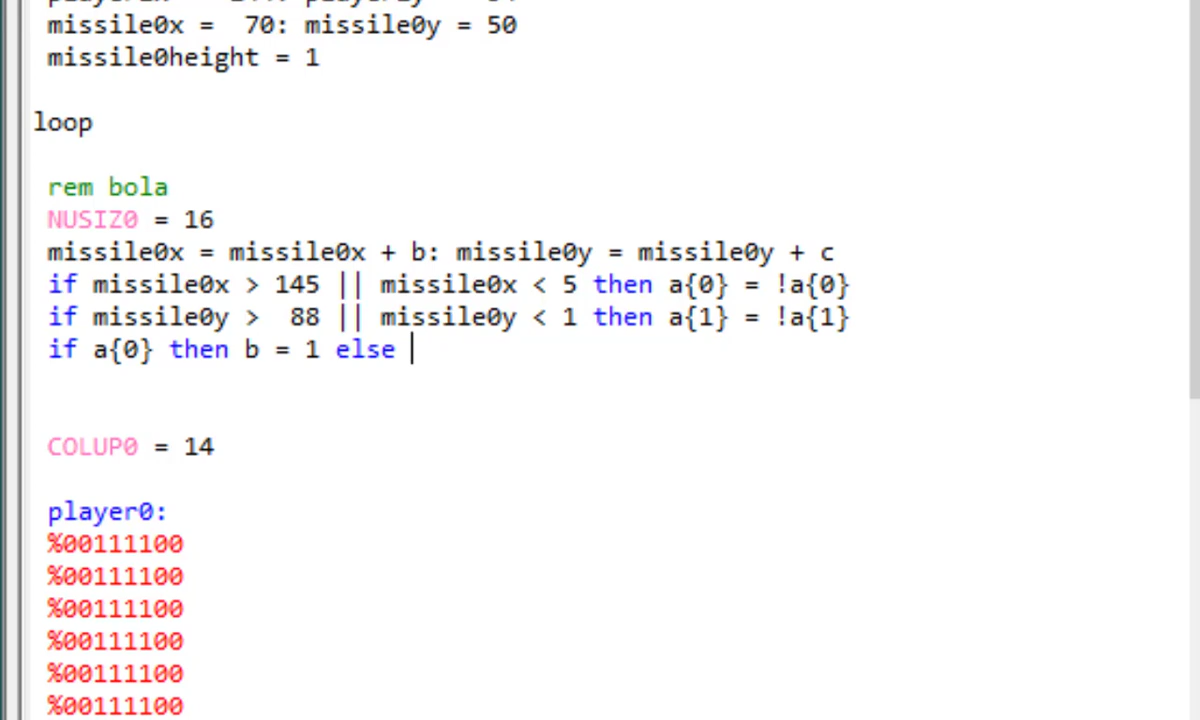 missile0x =  70: missile0y = 50
missile0height = 1
loop
rem bola
NUSIZ0 = 16
missile0x = missile0x + b: missile0y = missile0y + c
if missile0x > 145 || missile0x < 5 then a{0} = !a{0}
if missile0y >  88 || missile0y < 1 then a{1} = !a{1}
if a{0} then b = 1 else
COLUP0 = 14
player0:
%00111100
%00111100
%00111100
%00111100
%00111100
%00111100